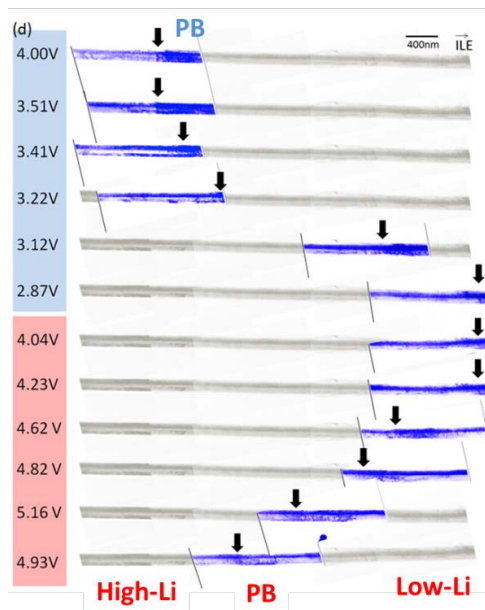 (d)
PB
4.00V
400nm
ILE
3.51V
3.41V
3.22V
3.12V
2.87V
4.04V
4.23V
4.62 V
4.82 V
5.16 V
4.93V
High-Li
PB
Low-Li